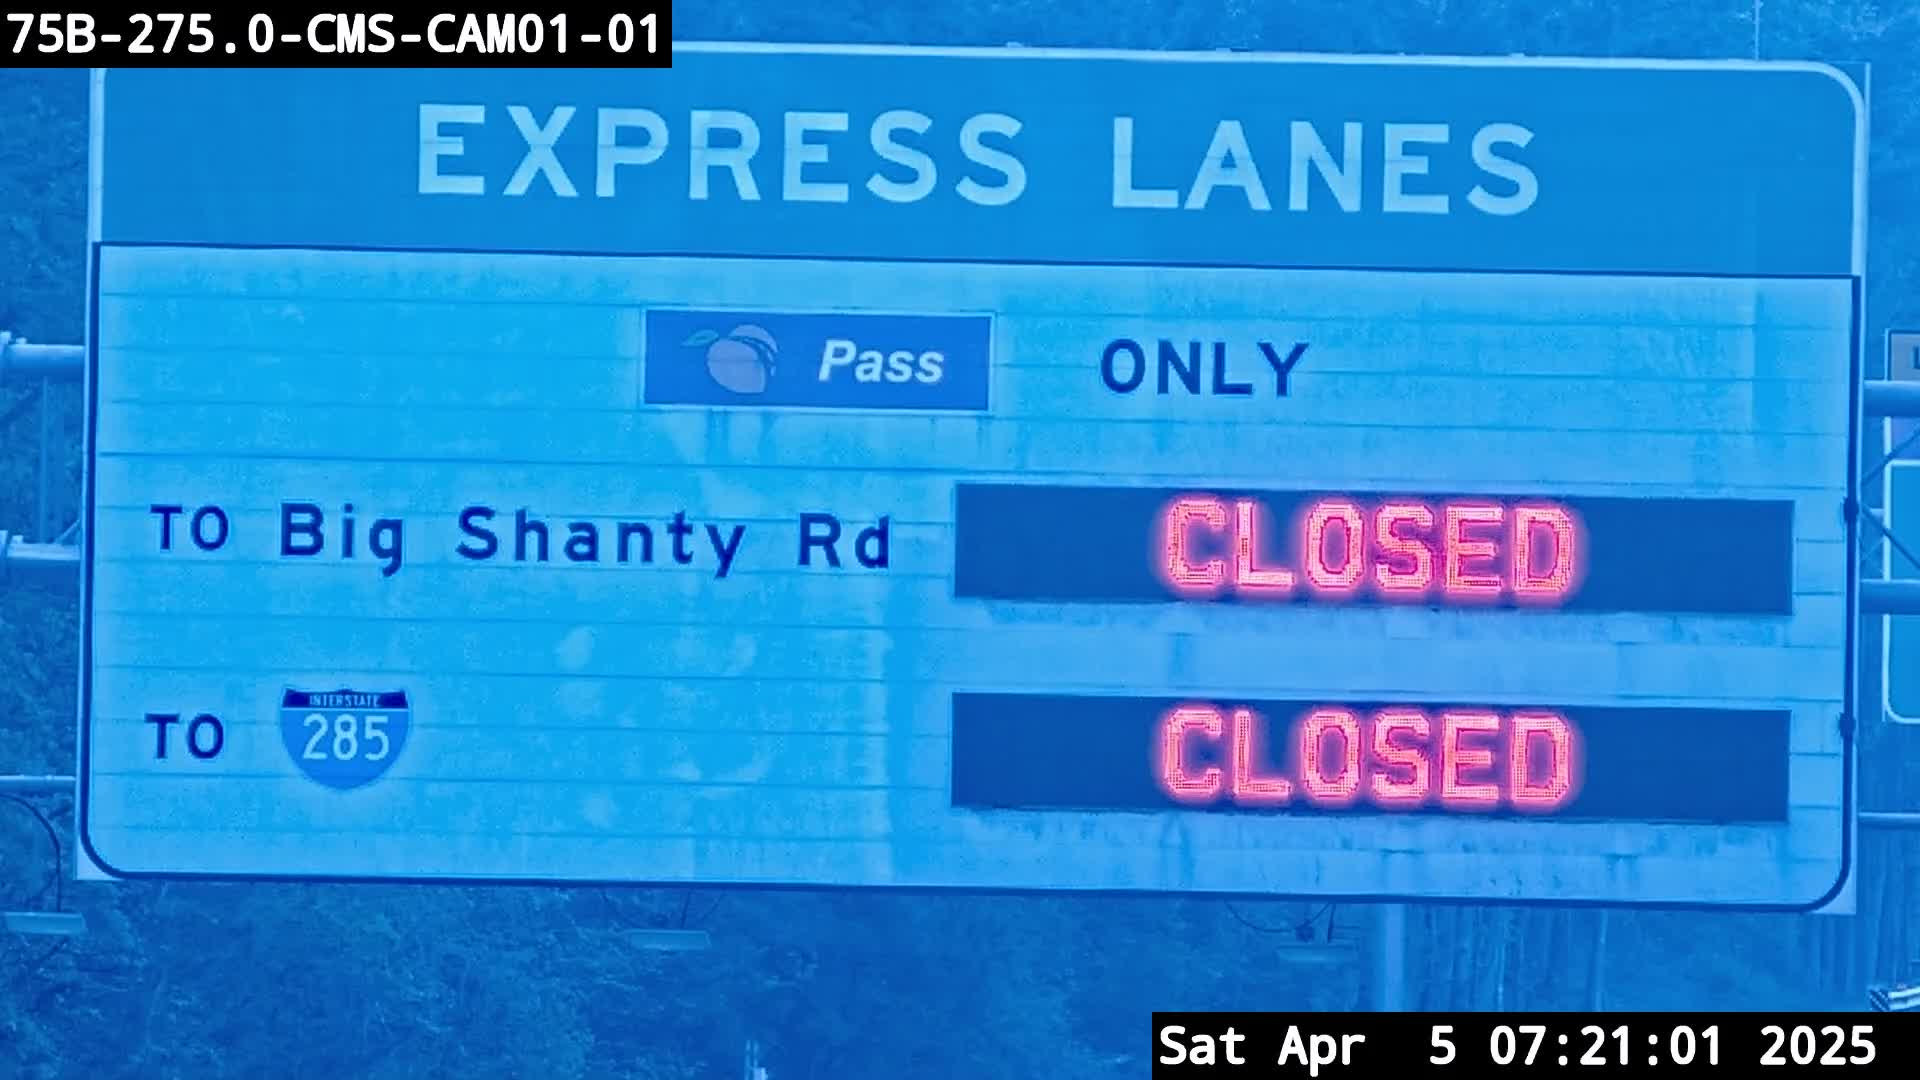 75B-275.0-CMS-CAM01-01
EXPRESS LANES
Pass ONLY
TO Big Shanty Rd CLOSED
TO INTERSTATE 285 CLOSED
Sat Apr 5 07:21:01 2025